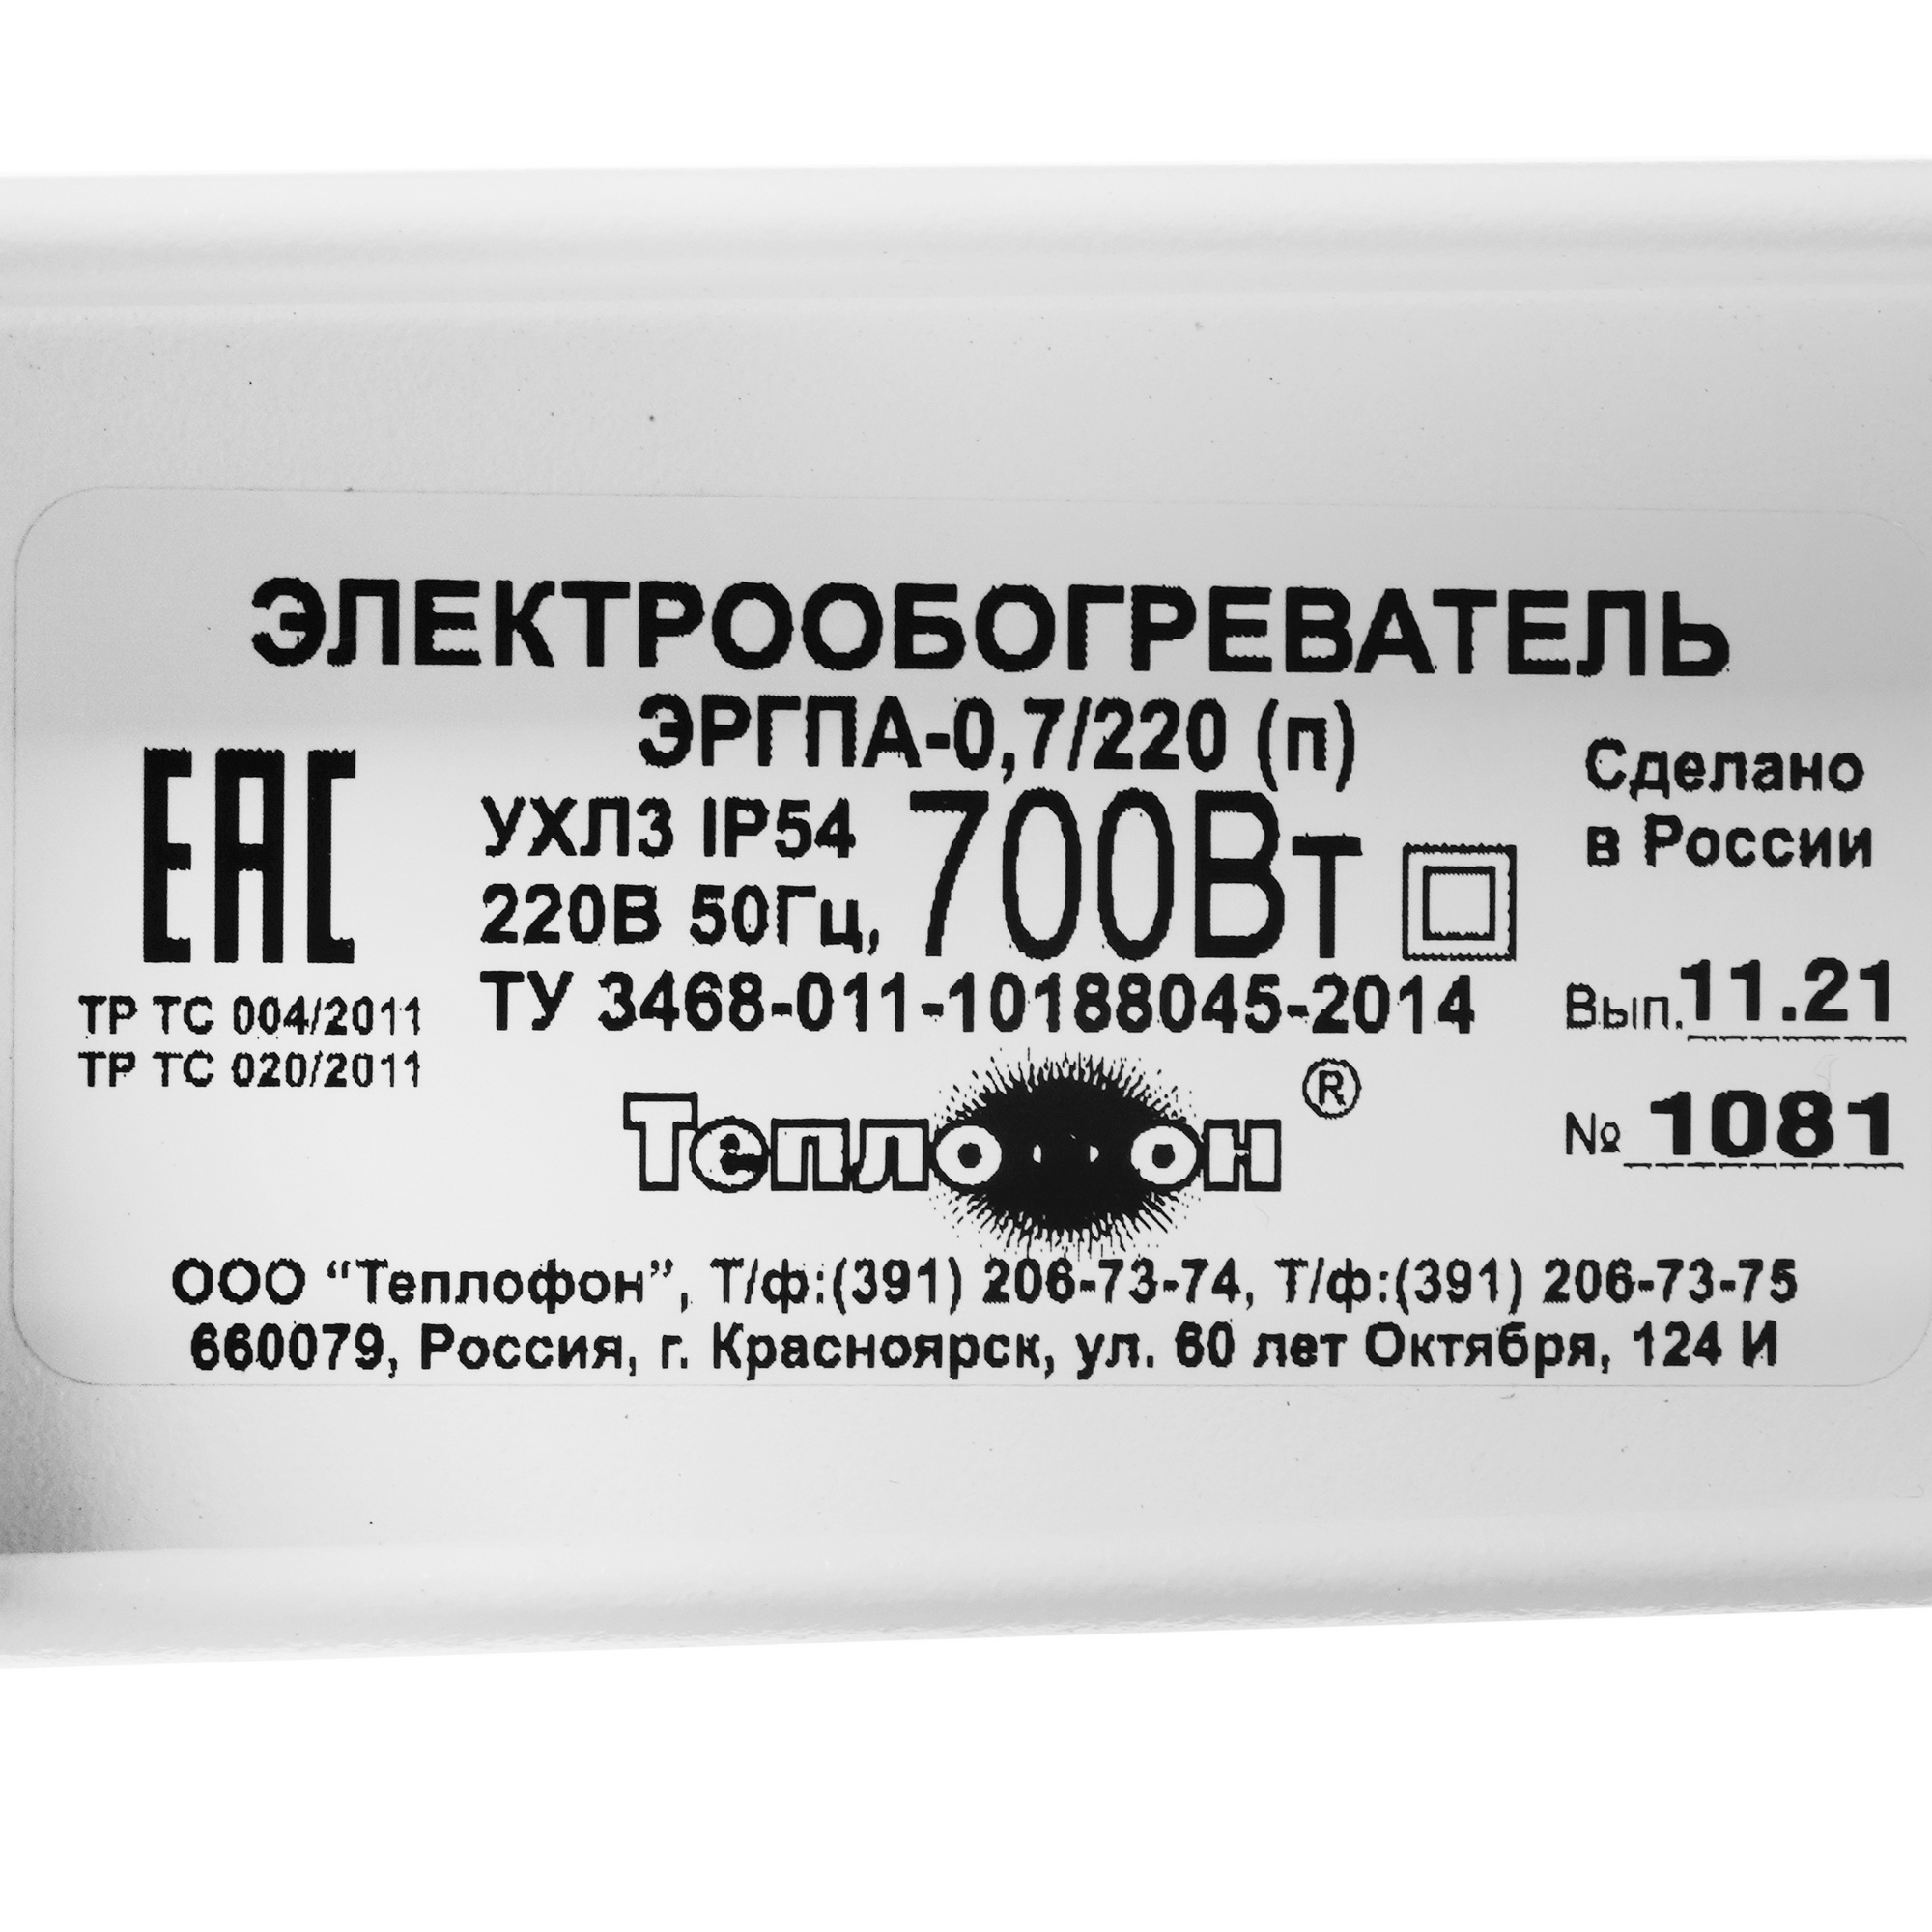 ЭЛЕКТРООБОГРЕВАТЕЛЬ
ЭРГПА-0,7/220 (п)
ЕАС
УХЛ3 IP54 700Вт
220В 50Гц,
ТУ 3468-011-10188045-2014
ТР ТС 004/2011
ТР ТС 020/2011
Сделано
в России
Вып. 11.21
№ 1081
Теплофон ®
ООО “Теплофон”, Т/ф:(391) 206-73-74, Т/ф:(391) 206-73-75
660079, Россия, г. Красноярск, ул. 60 лет Октября, 124 И